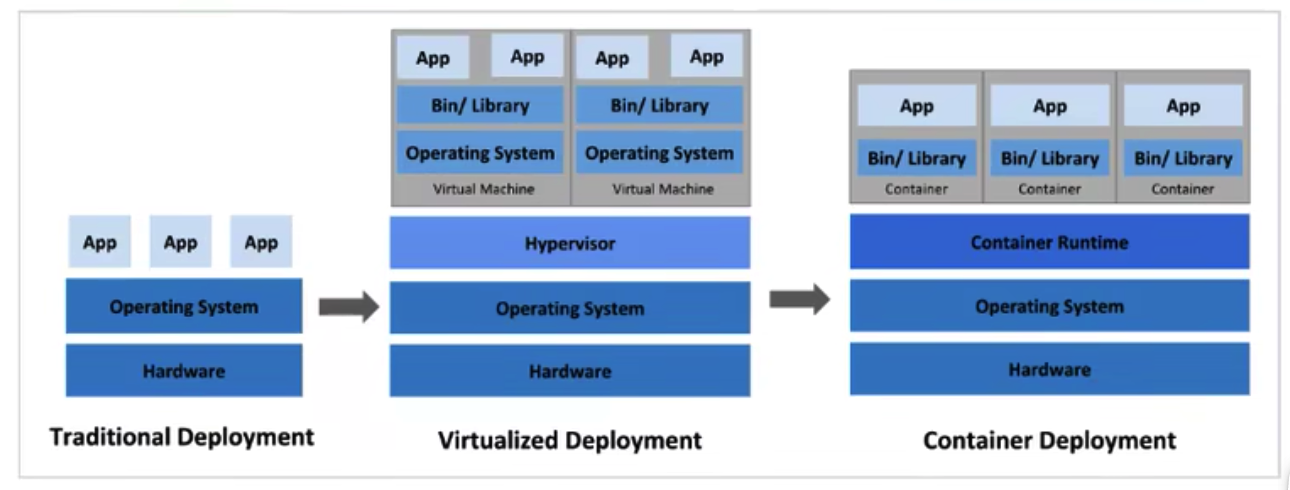 App App App
Operating System
Hardware
Traditional Deployment
App App App App
Bin/ Library Bin/ Library
Operating System Operating System
Virtual Machine Virtual Machine
Hypervisor
Operating System
Hardware
Virtualized Deployment
App App App
Bin/ Library Bin/ Library Bin/ Library
Container Container Container
Container Runtime
Operating System
Hardware
Container Deployment